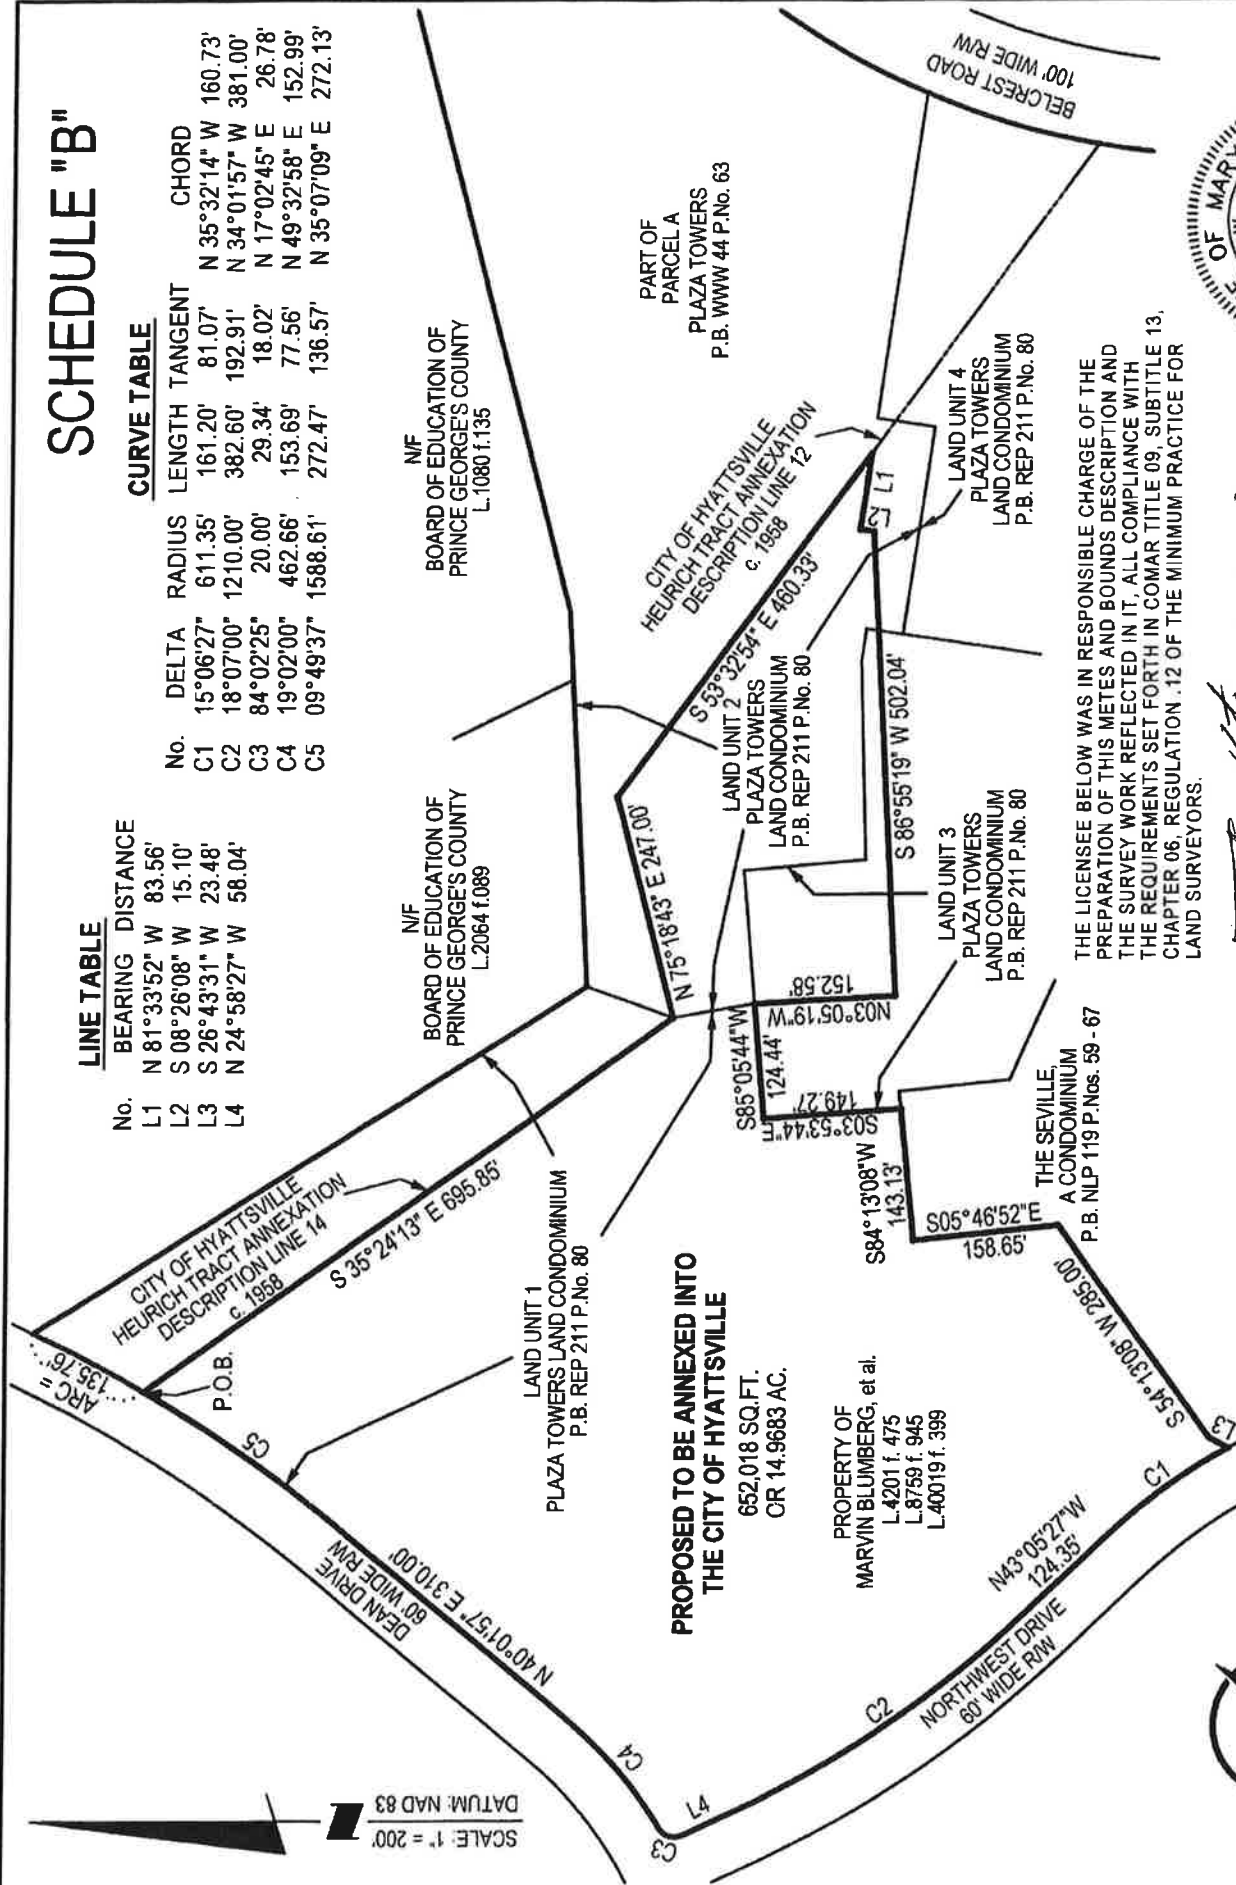 SCHEDULE "B"
LINE TABLE
No. BEARING DISTANCE
L1 N 81°33'52" W 83.56'
L2 S 08°26'08" W 15.10'
L3 S 26°43'31" W 23.48'
L4 N 24°58'27" W 58.04'
CURVE TABLE
No. DELTA RADIUS LENGTH TANGENT CHORD
C1 15°06'27" 611.35' 161.20' 81.07' N 35°32'14" W 160.73'
C2 18°07'00" 1210.00' 382.60' 192.91' N 34°01'57" W 381.00'
C3 84°02'25" 20.00' 29.34' 18.02' N 17°02'45" E 26.78'
C4 19°02'00" 462.66' 153.69' 77.56' N 49°32'58" E 152.99'
C5 09°49'37" 1588.61' 272.47' 136.57' N 35°07'09" E 272.13'
N/F
BOARD OF EDUCATION OF
PRINCE GEORGE'S COUNTY
L.2064 f.089
N/F
BOARD OF EDUCATION OF
PRINCE GEORGE'S COUNTY
L.1080 f.135
PART OF
PARCEL A
PLAZA TOWERS
P.B. WWW 44 P.No. 63
BELCREST ROAD
100' WIDE R/W
CITY OF HYATTSVILLE
HEURICH TRACT ANNEXATION
DESCRIPTION LINE 14
c. 1958
S 35°24'13" E 695.85'
ARC =
135.76'
P.O.B.
C5
CITY OF HYATTSVILLE
HEURICH TRACT ANNEXATION
DESCRIPTION LINE 12
c. 1958
S 53°32'54" E 460.33'
N 75°18'43" E 247.00'
LAND UNIT 1
PLAZA TOWERS LAND CONDOMINIUM
P.B. REP 211 P.No. 80
LAND UNIT 2
PLAZA TOWERS
LAND CONDOMINIUM
P.B. REP 211 P.No. 80
LAND UNIT 4
PLAZA TOWERS
LAND CONDOMINIUM
P.B. REP 211 P.No. 80
L1
L2
S 86°55'19" W 502.04'
N03°05'19"W
152.58'
S85°05'44"W
124.44'
S03°53'44"E
149.27'
S84°13'08"W
143.13'
S05°46'52"E
158.65'
S 54°13'08" W 285.00'
L3
LAND UNIT 3
PLAZA TOWERS
LAND CONDOMINIUM
P.B. REP 211 P.No. 80
THE SEVILLE,
A CONDOMINIUM
P.B. NLP 119 P.Nos. 59 - 67
DEAN DRIVE
60' WIDE R/W
N 40°01'57" E 310.00'
C4
C3
L4
C2
NORTHWEST DRIVE
60' WIDE R/W
N43°05'27"W
124.35'
C1
PROPOSED TO BE ANNEXED INTO
THE CITY OF HYATTSVILLE
652,018 SQ.FT.
OR 14.9683 AC.
PROPERTY OF
MARVIN BLUMBERG, et al.
L.4201 f. 475
L.8759 f. 945
L.40019 f. 399
SCALE: 1" = 200'
DATUM: NAD 83
THE LICENSEE BELOW WAS IN RESPONSIBLE CHARGE OF THE
PREPARATION OF THIS METES AND BOUNDS DESCRIPTION AND
THE SURVEY WORK REFLECTED IN IT, ALL COMPLIANCE WITH
THE REQUIREMENTS SET FORTH IN COMAR TITLE 09, SUBTITLE 13,
CHAPTER 06, REGULATION .12 OF THE MINIMUM PRACTICE FOR
LAND SURVEYORS.
OF MARY